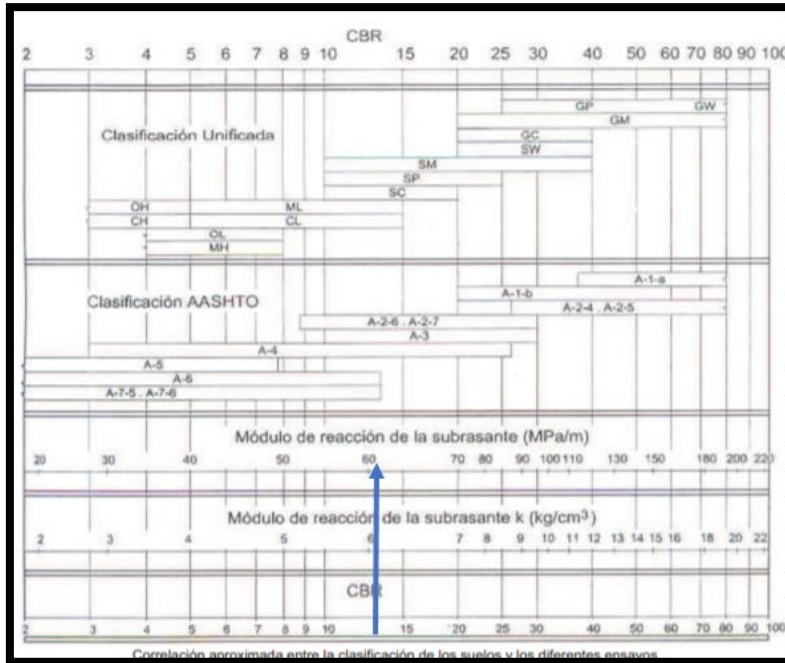 CBR
2 3 4 5 6 7 8 9 10 15 20 25 30 40 50 60 70 80 90 100
GP GW
Clasificación Unificada
GM
GC
SW
SM
SP
SC
OH ML
CH CL
OL
MH
A-1-a
Clasificación AASHTO
A-1-b
A-2-4 . A-2-5
A-2-6 . A-2-7
A-3
A-4
A-5
A-6
A-7-5 . A-7-6
Módulo de reacción de la subrasante (MPa/m)
20 30 40 50 60 70 80 90 100 110 130 150 180 200 220
Módulo de reacción de la subrasante k (kg/cm³)
2 3 4 5 6 7 8 9 10 11 12 13 14 15 16 18 20 22
CBR
2 3 4 5 6 7 8 9 10 15 20 25 30 40 50 60 70 80 90 100
Correlación aproximada entre la clasificación de los suelos y los diferentes ensayos